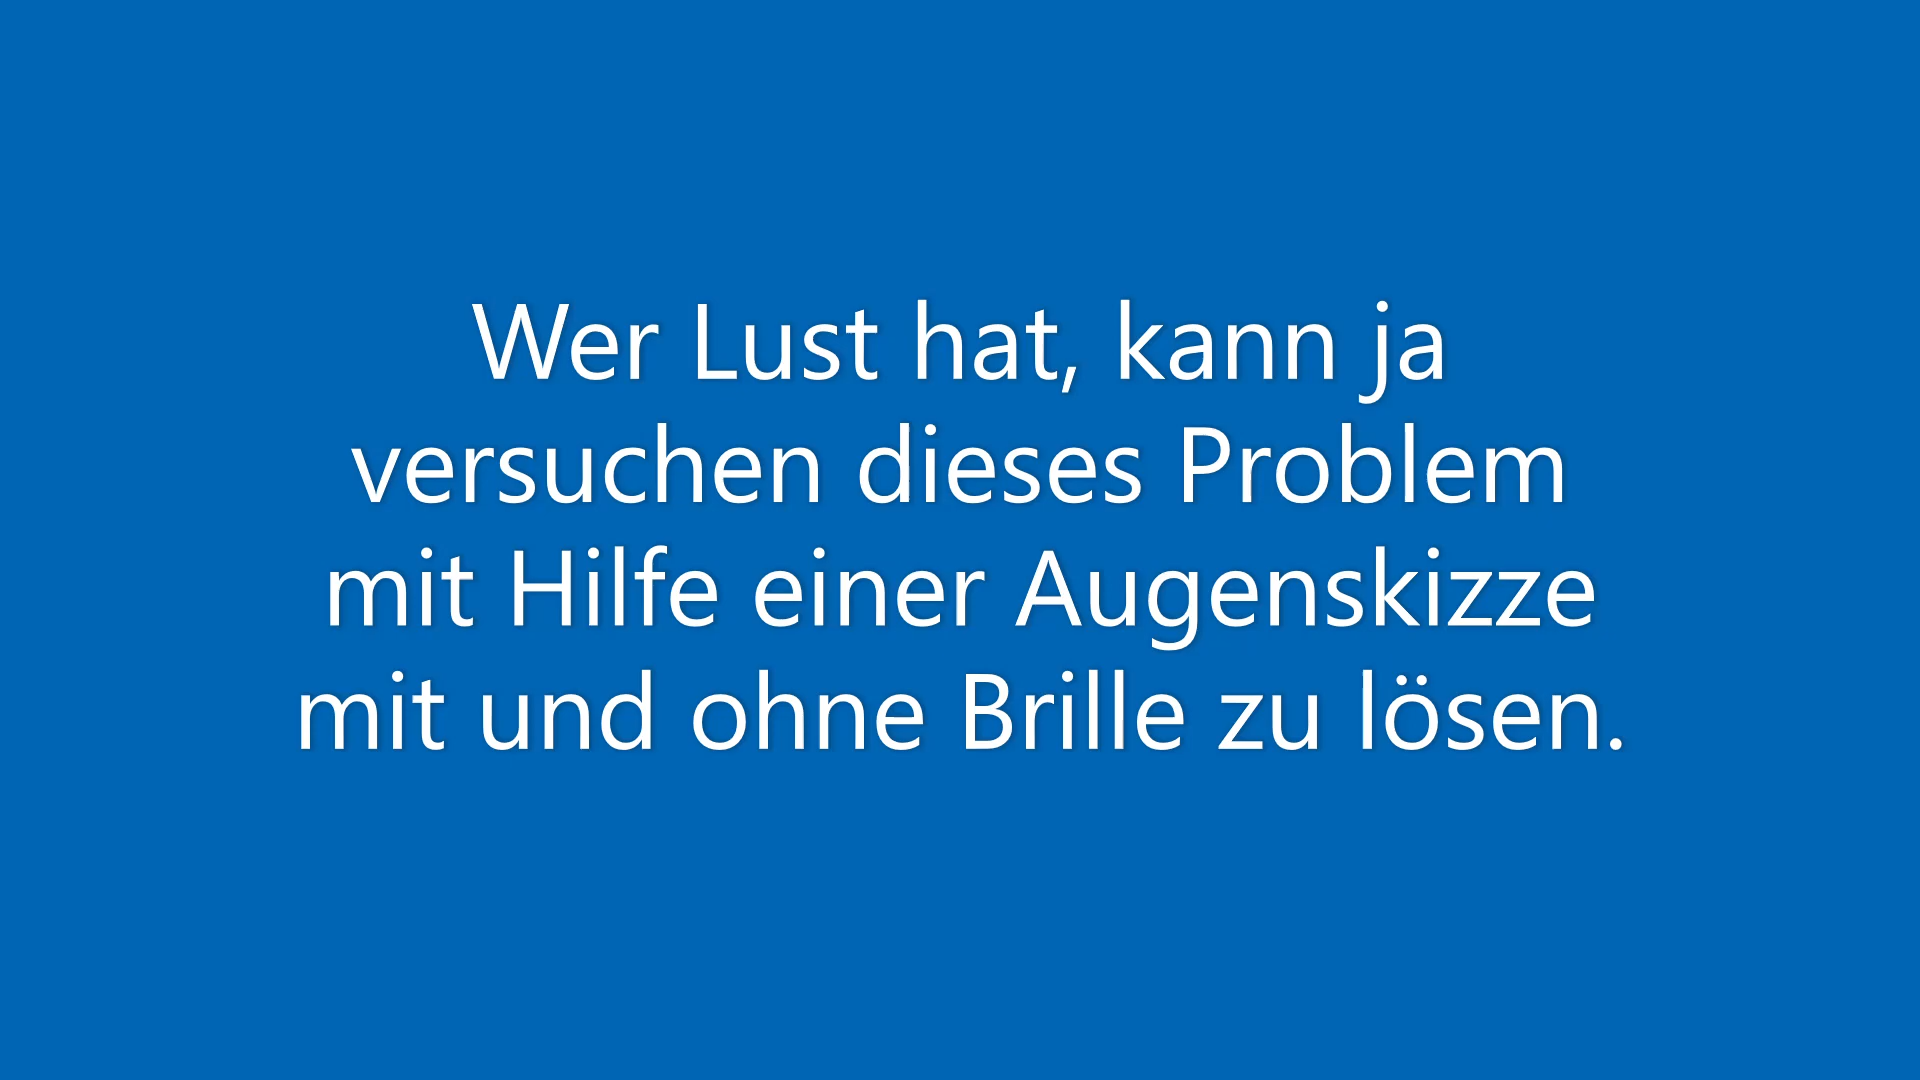 Wer Lust hat, kann ja
versuchen dieses Problem
mit Hilfe einer Augenskizze
mit und ohne Brille zu lösen.